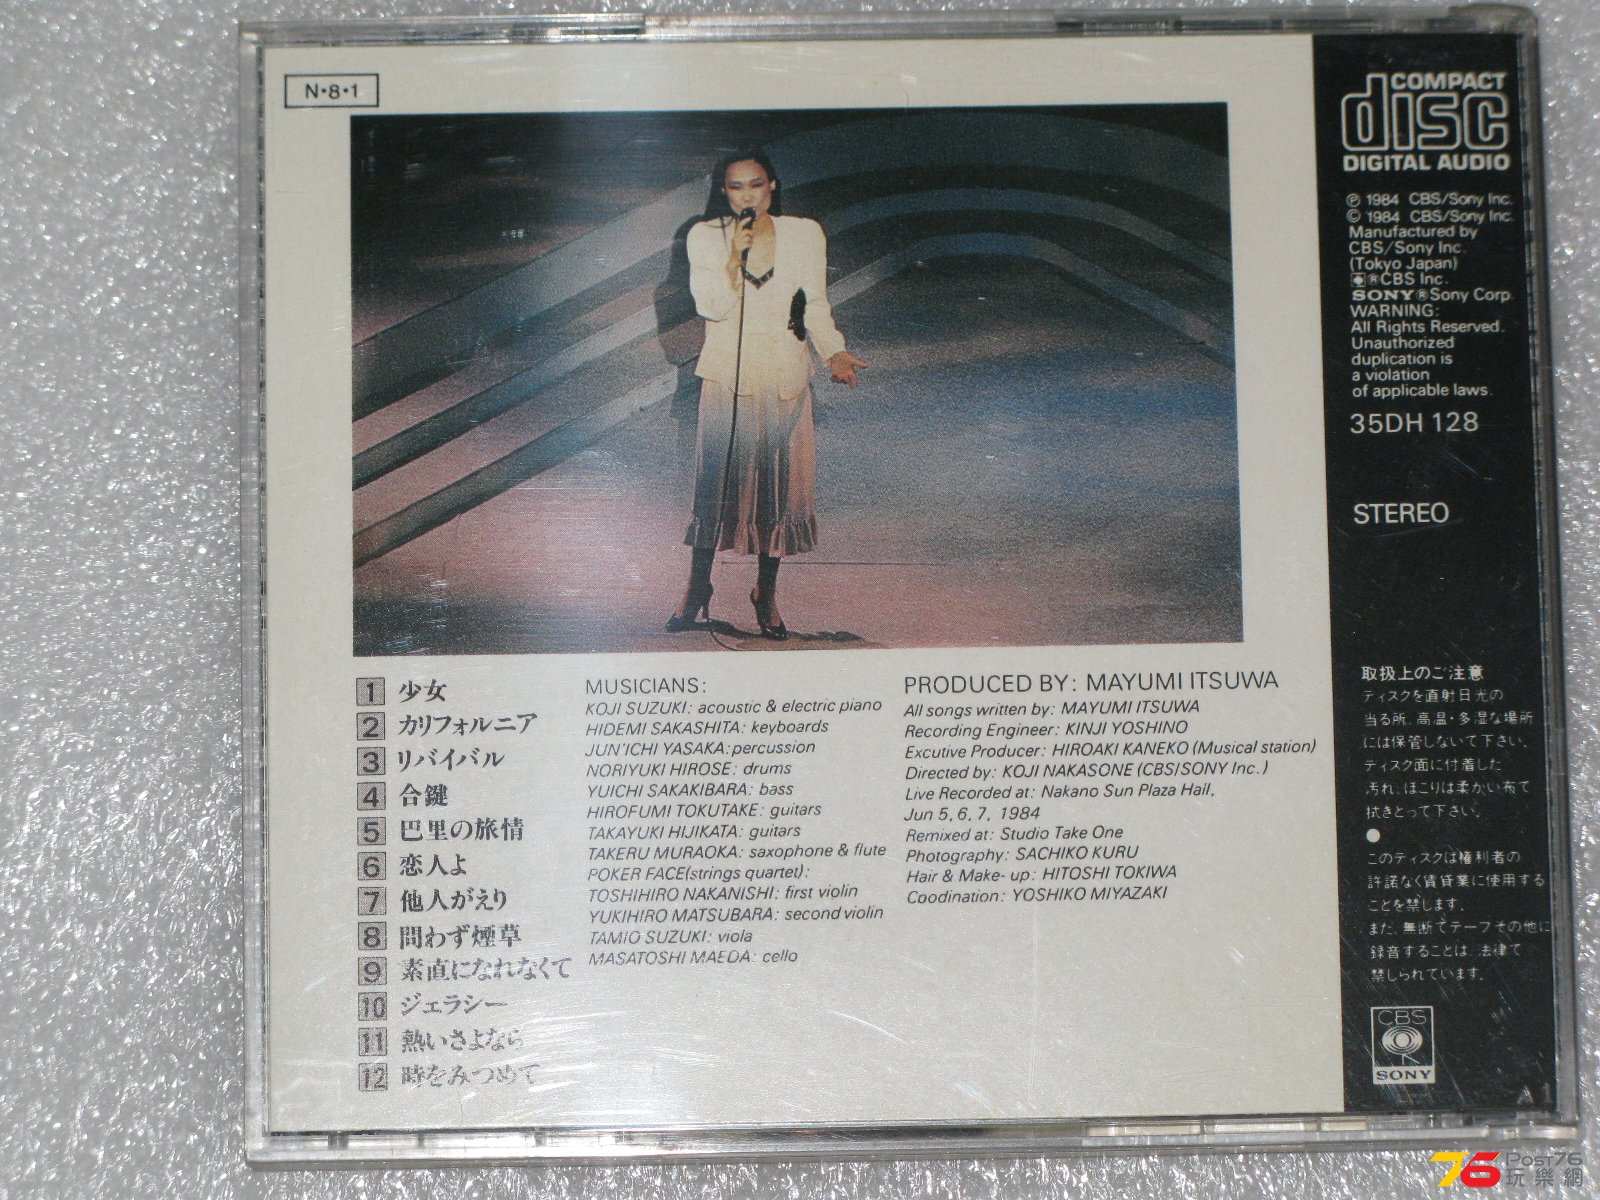 N•8•1
1 少女
2 カリフォルニア
3 リバイバル
4 合鍵
5 巴里の旅情
6 恋人よ
7 他人がえり
8 問わず煙草
9 素直になれなくて
10 ジェラシー
11 熱いさよなら
12 時をみつめて
MUSICIANS:
KOJI SUZUKI: acoustic & electric piano
HIDEMI SAKASHITA: keyboards
JUN'ICHI YASAKA: percussion
NORIYUKI HIROSE: drums
YUICHI SAKAKIBARA: bass
HIROFUMI TOKUTAKE: guitars
TAKAYUKI HIJIKATA: guitars
TAKERU MURAOKA: saxophone & flute
POKER FACE(strings quartet):
TOSHIHIRO NAKANISHI: first violin
YUKIHIRO MATSUBARA: second violin
TAMIO SUZUKI: viola
MASATOSHI MAEDA: cello
PRODUCED BY: MAYUMI ITSUWA
All songs written by: MAYUMI ITSUWA
Recording Engineer: KINJI YOSHINO
Excutive Producer: HIROAKI KANEKO (Musical station)
Directed by: KOJI NAKASONE (CBS/SONY Inc.)
Live Recorded at: Nakano Sun Plaza Hall,
Jun 5, 6, 7, 1984
Remixed at: Studio Take One
Photography: SACHIKO KURU
Hair & Make-up: HITOSHI TOKIWA
Coodination: YOSHIKO MIYAZAKI
COMPACT
disc
DIGITAL AUDIO
Ⓟ 1984 CBS/Sony Inc.
© 1984 CBS/Sony Inc.
Manufactured by
CBS/Sony Inc.
(Tokyo Japan)
®CBS Inc.
SONY®Sony Corp.
WARNING:
All Rights Reserved.
Unauthorized
duplication is
a violation
of applicable laws.
35DH 128
STEREO
取扱上のご注意
ディスクを直射日光の
当る所、高温・多湿な場所
には保管しないて下さい。
ディスク面に付着した
汚れ、ほこりは柔かい布で
拭きとって下さい。
●
このディスクは権利者の
許諾なく賃貸業に使用する
ことを禁します。
また、無断でテープその他に
録音することは、法律て
禁しられています。
CBS
SONY
76 Post76
玩樂網